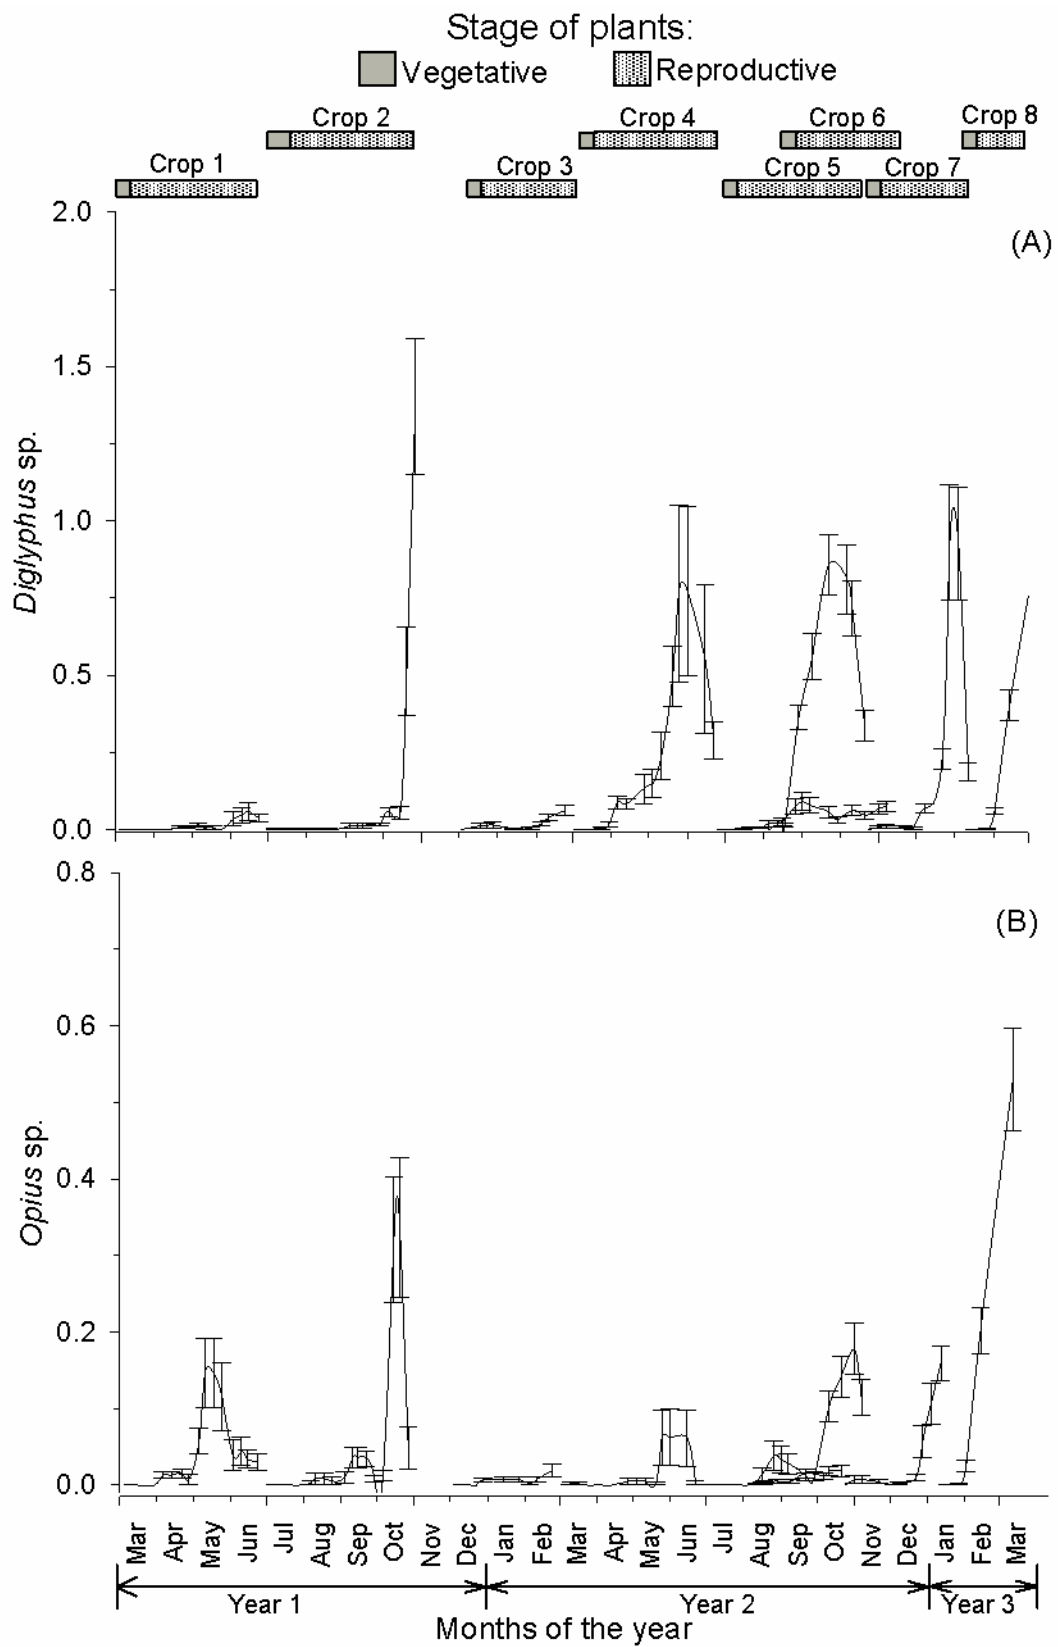 Stage of plants:
Vegetative Reproductive
Crop 2 Crop 4 Crop 6 Crop 8
Crop 1 Crop 3 Crop 5 Crop 7
2.0
(A)
1.5
1.0
0.5
0.0
Diglyphus sp.
0.8
(B)
0.6
0.4
0.2
0.0
Opius sp.
Mar Apr May Jun Jul Aug Sep Oct Nov Dec Jan Feb Mar Apr May Jun Jul Aug Sep Oct Nov Dec Jan Feb Mar
Year 1 Year 2 Year 3
Months of the year